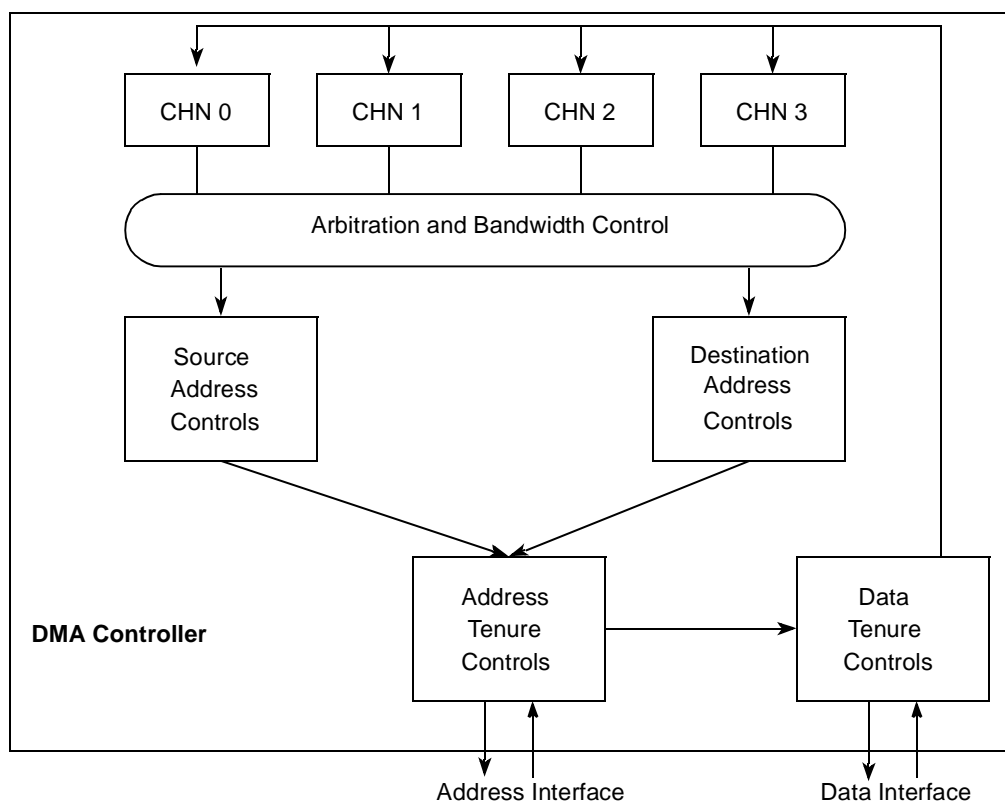 CHN 0
CHN 1
CHN 2
CHN 3
Arbitration and Bandwidth Control
Source
Address
Controls
Destination
Address
Controls
Address
Tenure
Controls
Data
Tenure
Controls
DMA Controller
Address Interface
Data Interface